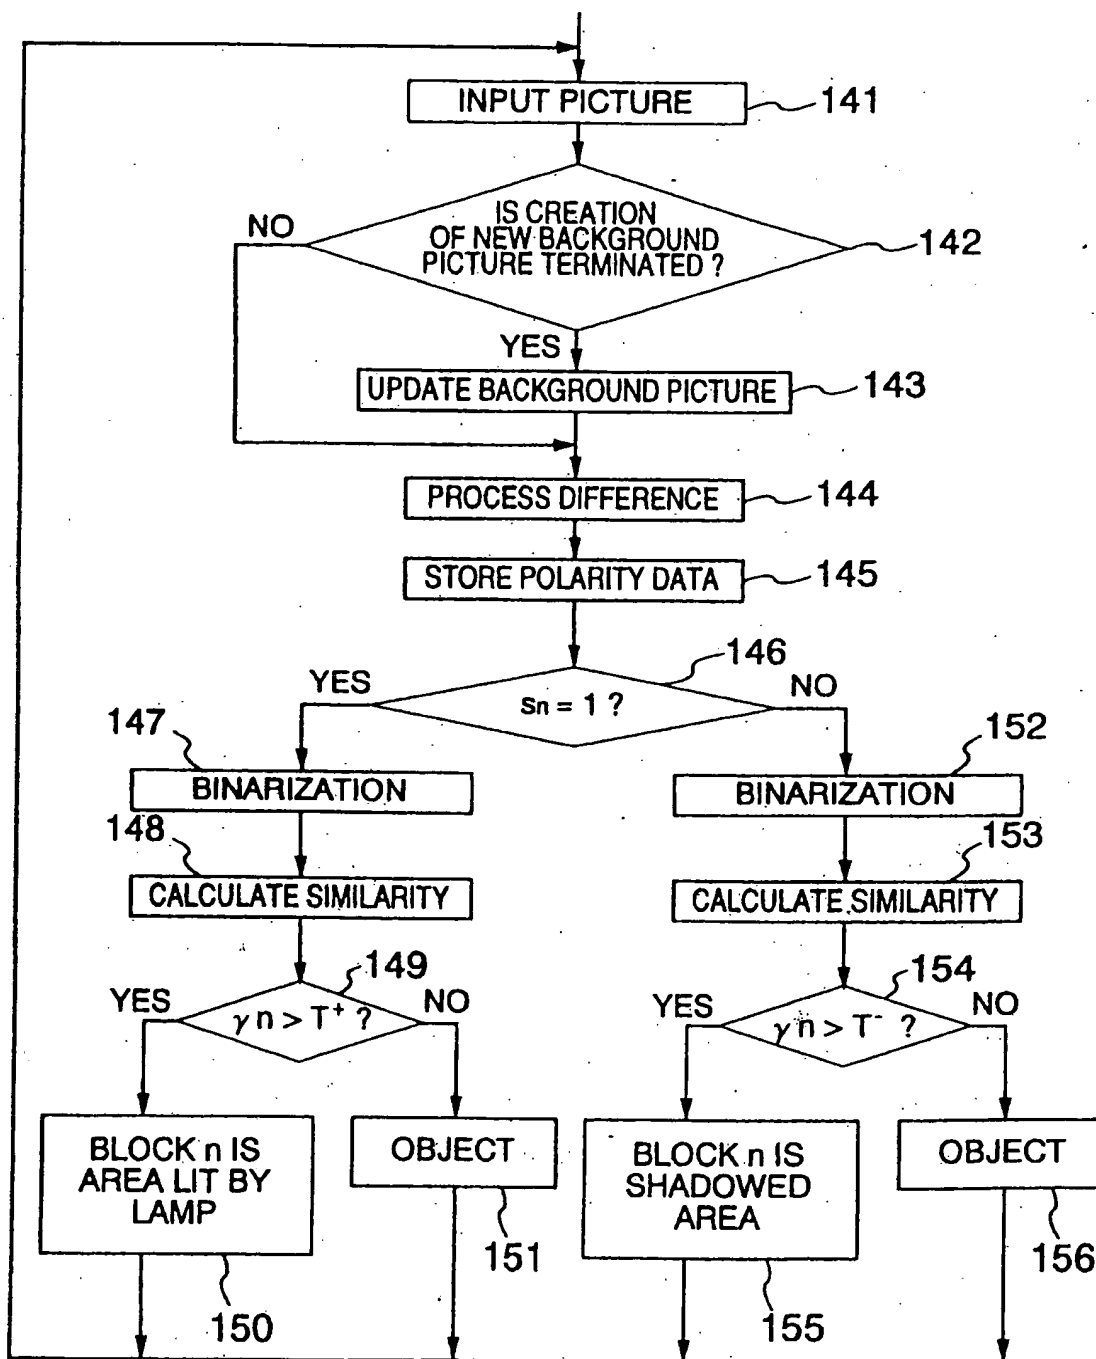 INPUT PICTURE
141
IS CREATION
OF NEW BACKGROUND
PICTURE TERMINATED ?
142
NO
YES
UPDATE BACKGROUND PICTURE
143
PROCESS DIFFERENCE
144
STORE POLARITY DATA
145
146
YES
NO
sn = 1 ?
147
152
BINARIZATION
BINARIZATION
148
153
CALCULATE SIMILARITY
CALCULATE SIMILARITY
149
154
YES
NO
YES
NO
γ n > T⁺ ?
γ n > T⁻ ?
BLOCK n IS
AREA LIT BY
LAMP
OBJECT
BLOCK n IS
SHADOWED
AREA
OBJECT
150
151
155
156